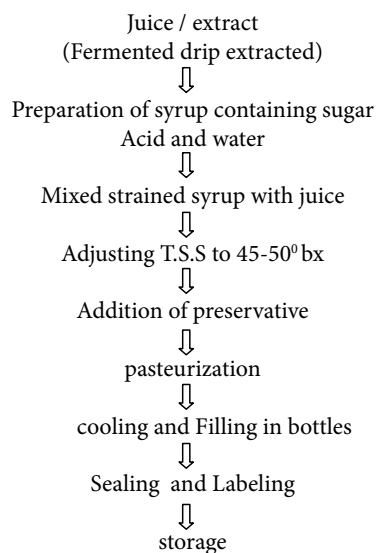 Juice / extract
(Fermented drip extracted)
Preparation of syrup containing sugar
Acid and water
Mixed strained syrup with juice
Adjusting T.S.S to 45-50⁰ bx
Addition of preservative
pasteurization
cooling and Filling in bottles
Sealing and Labeling
storage